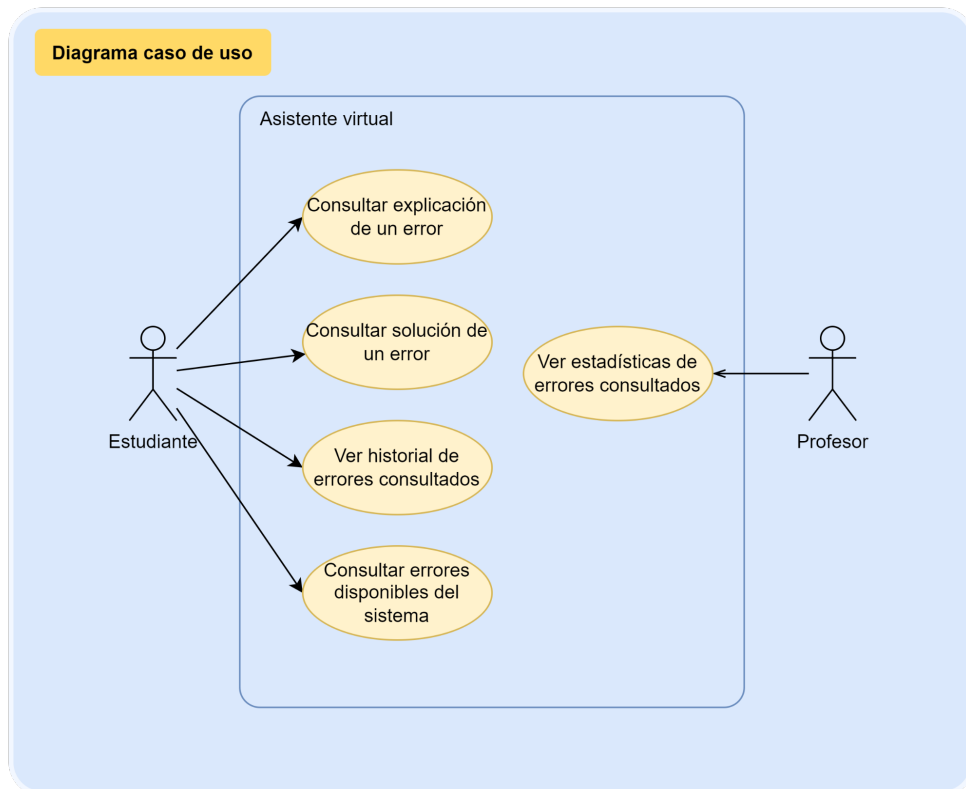 Diagrama caso de uso
Asistente virtual
Consultar explicación
de un error
Consultar solución de
un error
Ver estadísticas de
errores consultados
Estudiante
Profesor
Ver historial de
errores consultados
Consultar errores
disponibles del
sistema